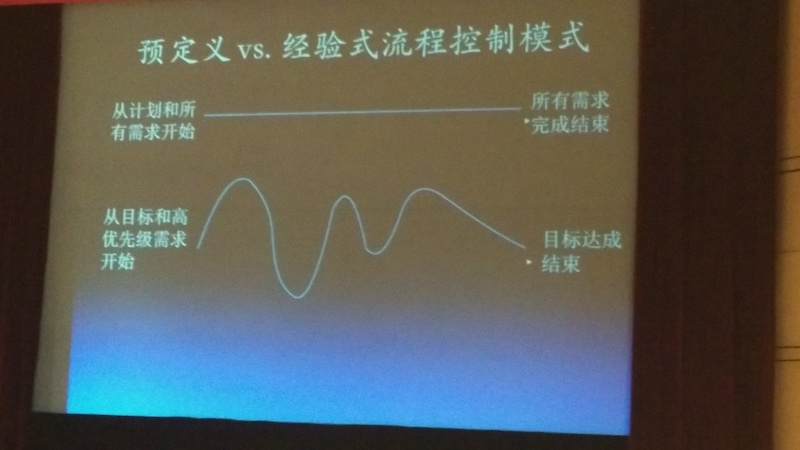 预定义 vs. 经验式流程控制模式
从计划和所
有需求开始
所有需求
完成结束
从目标和高
优先级需求
开始
目标达成
结束